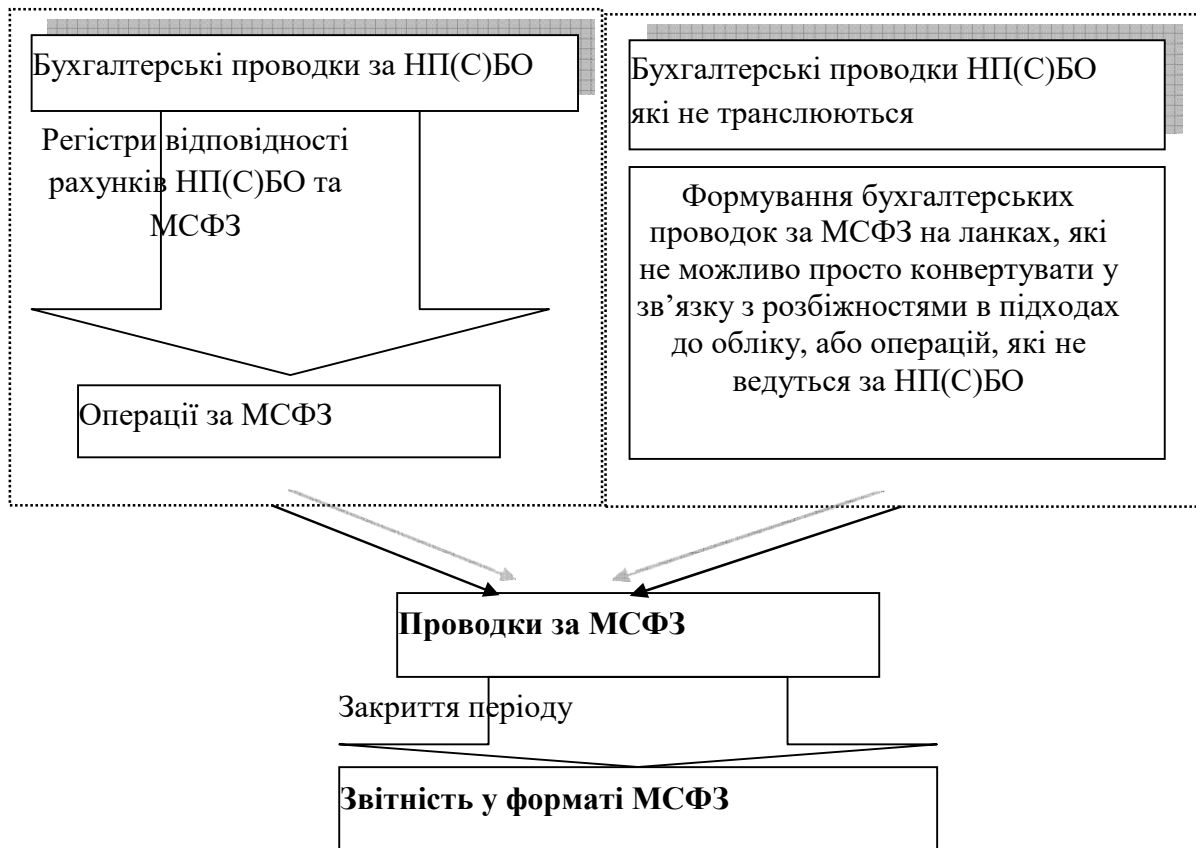 Бухгалтерські проводки за НП(С)БО
Регістри відповідності
рахунків НП(С)БО та
МСФЗ
Операції за МСФЗ
Бухгалтерські проводки НП(С)БО
які не транслюються
Формування бухгалтерських
проводок за МСФЗ на ланках, які
не можливо просто конвертувати у
зв’язку з розбіжностями в підходах
до обліку, або операцій, які не
ведуться за НП(С)БО
Проводки за МСФЗ
Закриття періоду
Звітність у форматі МСФЗ